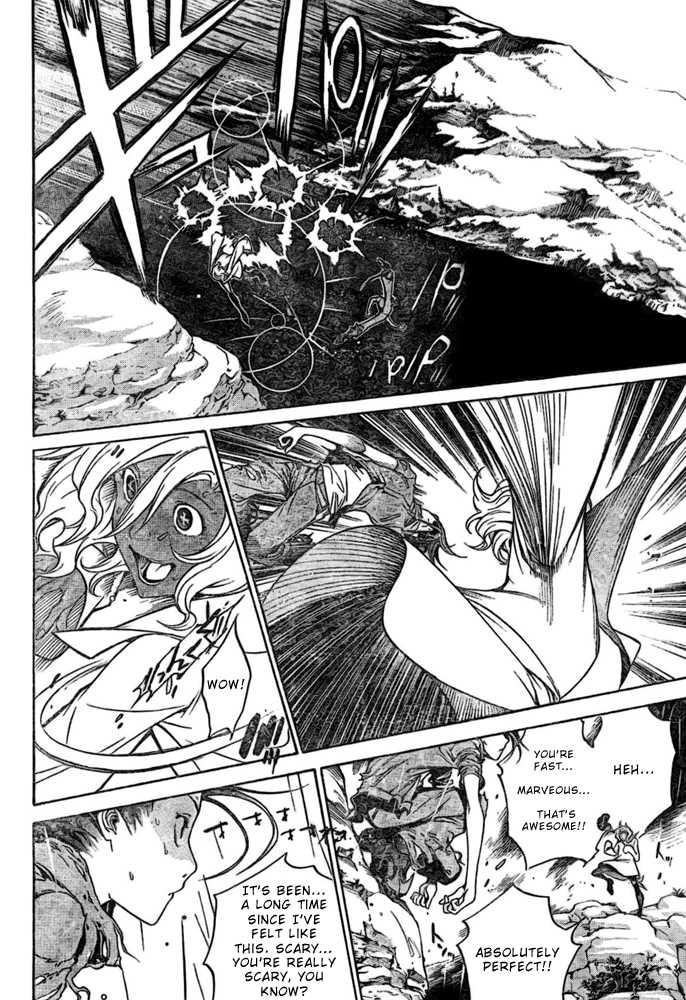 WOW!
HEH...
YOU'RE
FAST...
MARVEOUS...
THAT'S
AWESOME!!
ABSOLUTELY
PERFECT!!
IT'S BEEN...
A LONG TIME
SINCE I'VE
FELT LIKE
THIS. SCARY...
YOU'RE REALLY
SCARY, YOU
KNOW?